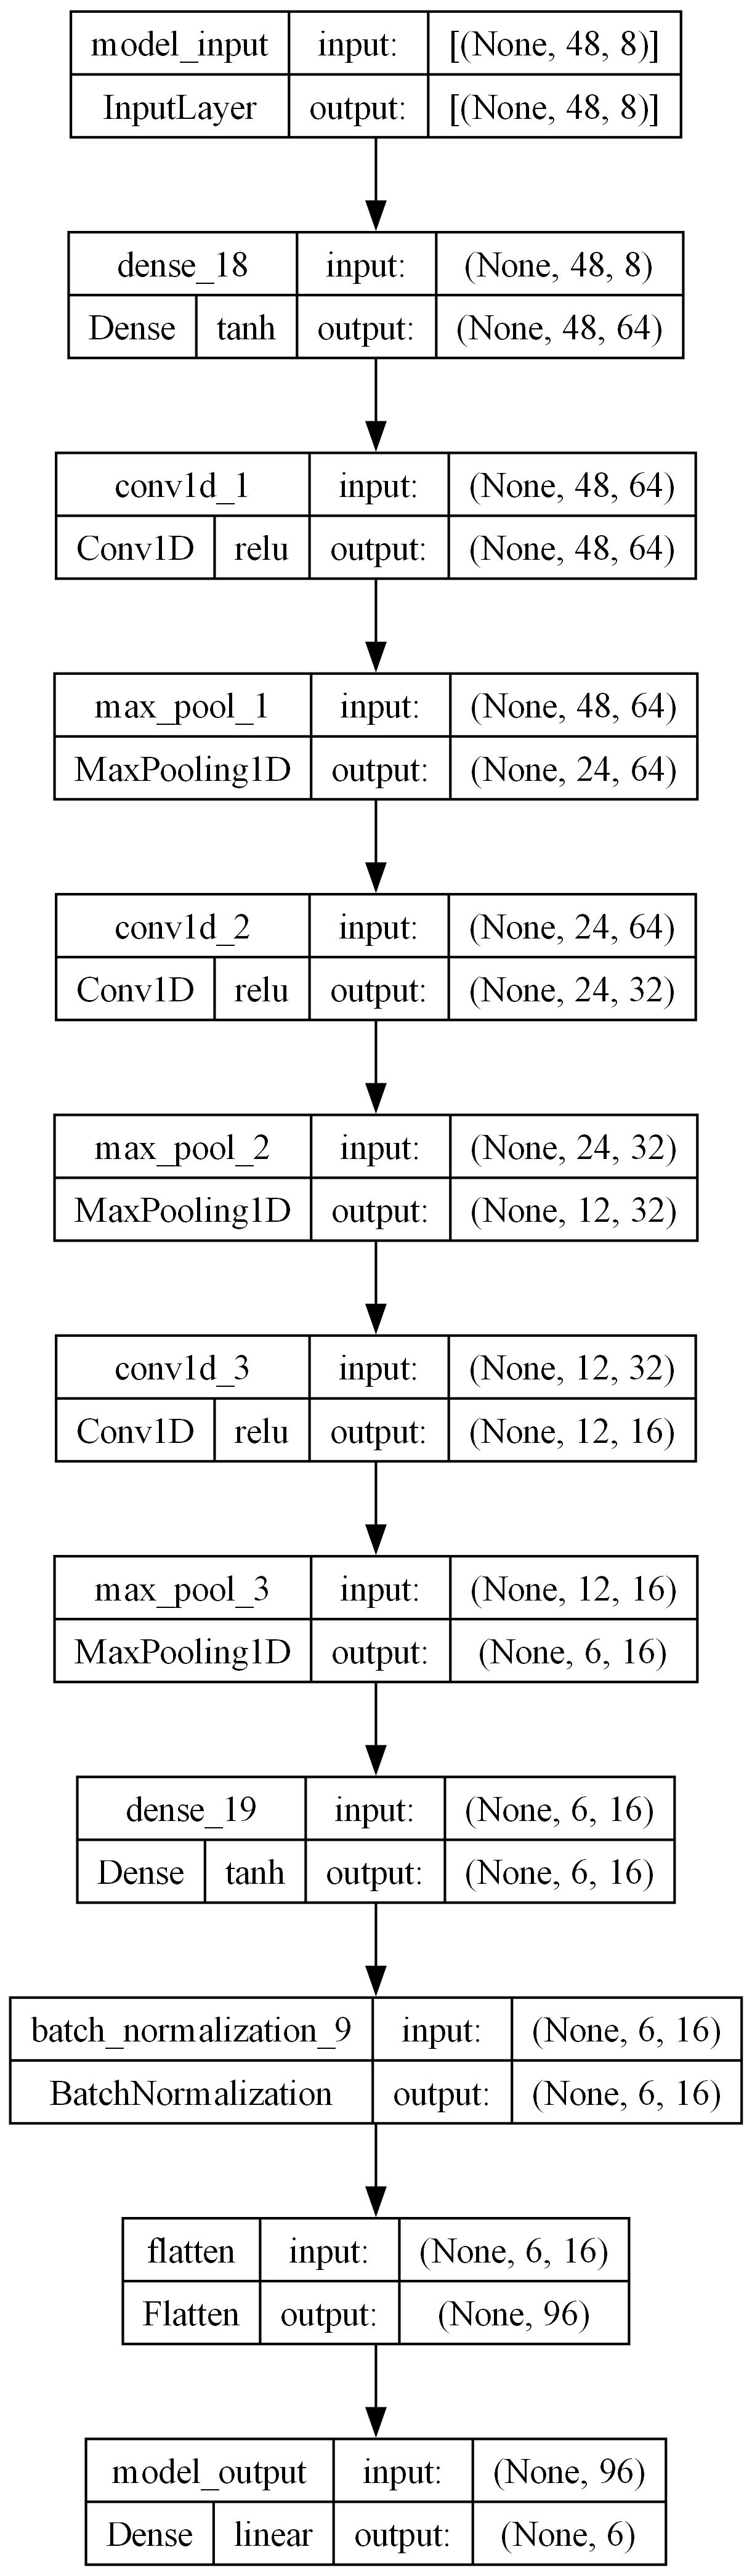 model_input input: [(None, 48, 8)]
InputLayer output: [(None, 48, 8)]
dense_18 input: (None, 48, 8)
Dense tanh output: (None, 48, 64)
conv1d_1 input: (None, 48, 64)
Conv1D relu output: (None, 48, 64)
max_pool_1 input: (None, 48, 64)
MaxPooling1D output: (None, 24, 64)
conv1d_2 input: (None, 24, 64)
Conv1D relu output: (None, 24, 32)
max_pool_2 input: (None, 24, 32)
MaxPooling1D output: (None, 12, 32)
conv1d_3 input: (None, 12, 32)
Conv1D relu output: (None, 12, 16)
max_pool_3 input: (None, 12, 16)
MaxPooling1D output: (None, 6, 16)
dense_19 input: (None, 6, 16)
Dense tanh output: (None, 6, 16)
batch_normalization_9 input: (None, 6, 16)
BatchNormalization output: (None, 6, 16)
flatten input: (None, 6, 16)
Flatten output: (None, 96)
model_output input: (None, 96)
Dense linear output: (None, 6)